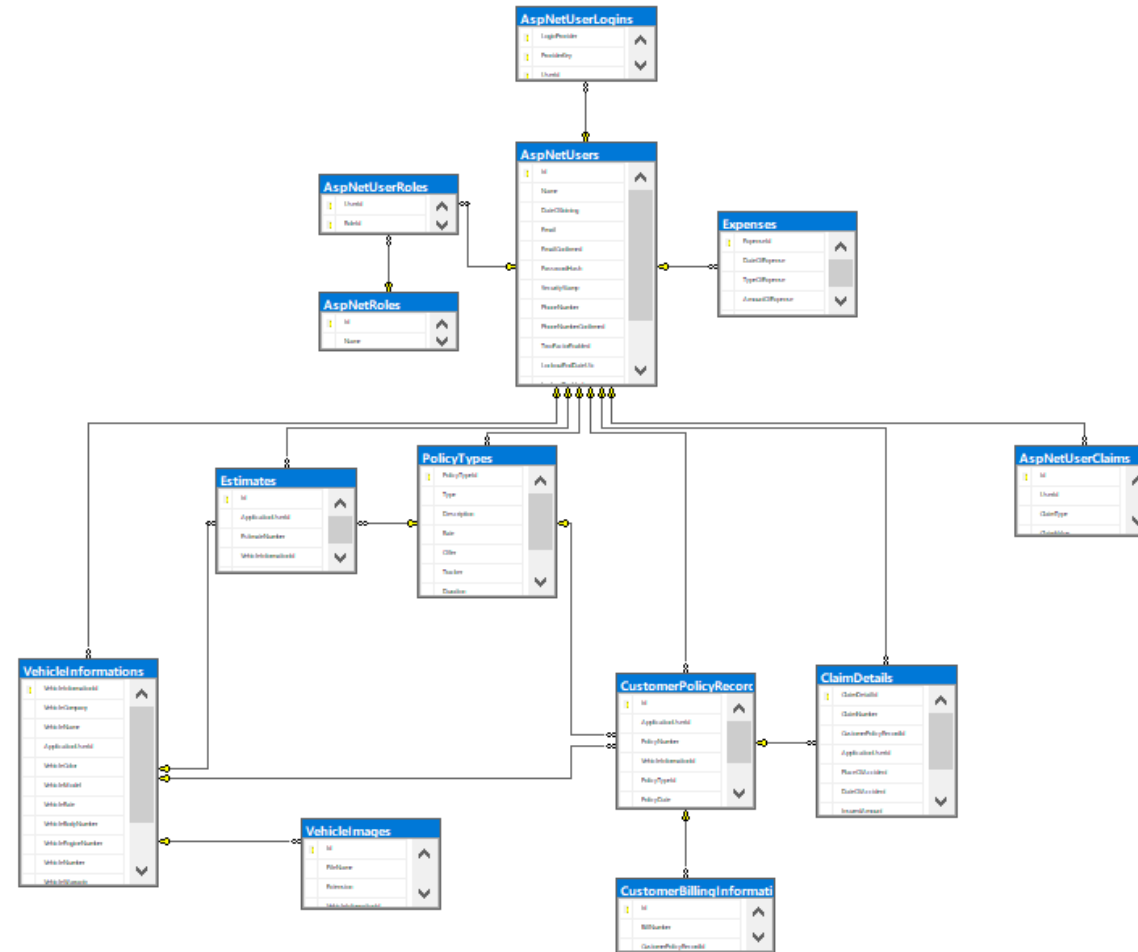 AspNetUserLogins
LoginProvider
ProviderKey
UserId
AspNetUsers
Id
Name
Email
EmailConfirmed
PasswordHash
SecurityStamp
PhoneNumber
PhoneNumberConfirmed
TwoFactorEnabled
LockoutEndDateUtc
AspNetUserRoles
UserId
RoleId
AspNetRoles
Id
Name
Expenses
ExpenseId
DateOfExpense
TypeOfExpense
AmountOfExpense
Estimates
Id
ApplicationUserId
EstimateNumber
VehicleInformationId
PolicyTypes
PolicyTypeId
Type
Description
Rate
Offer
Tracker
Duration
AspNetUserClaims
Id
UserId
ClaimType
ClaimValue
VehicleInformations
VehicleInformationId
VehicleCompany
VehicleName
ApplicationUserId
VehicleColor
VehicleModel
VehicleRate
VehicleBodyNumber
VehicleEngineNumber
VehicleNumber
VehicleImages
Id
FileName
Extension
VehicleInformationId
CustomerPolicyRecord
Id
ApplicationUserId
PolicyNumber
VehicleInformationId
PolicyTypeId
PolicyDate
ClaimDetails
ClaimDetailId
ClaimNumber
CustomerPolicyRecordId
ApplicationUserId
PlaceOfAccident
DateOfAccident
InsuredAmount
CustomerBillingInformati
Id
BillNumber
CustomerPolicyRecordId